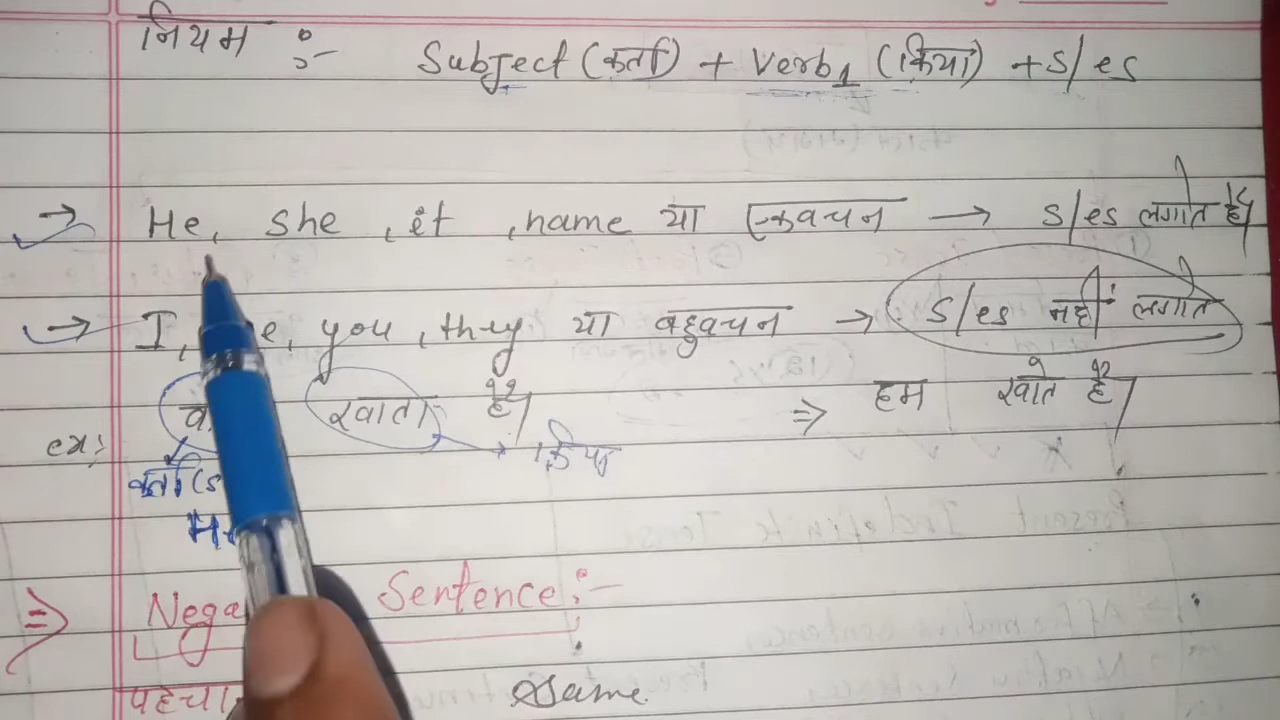 नियम :- Subject (कर्ता) + Verb1 (क्रिया) + s/es
→ He, she, it, name या एकवचन → s/es लगाते है।
→ I, you, they या बहुवचन → s/es नहीं लगाते
खाता है। ⇒ हम खाते है।
ex: क्रिया
कर्ता
⇒ Sentence :-
Same